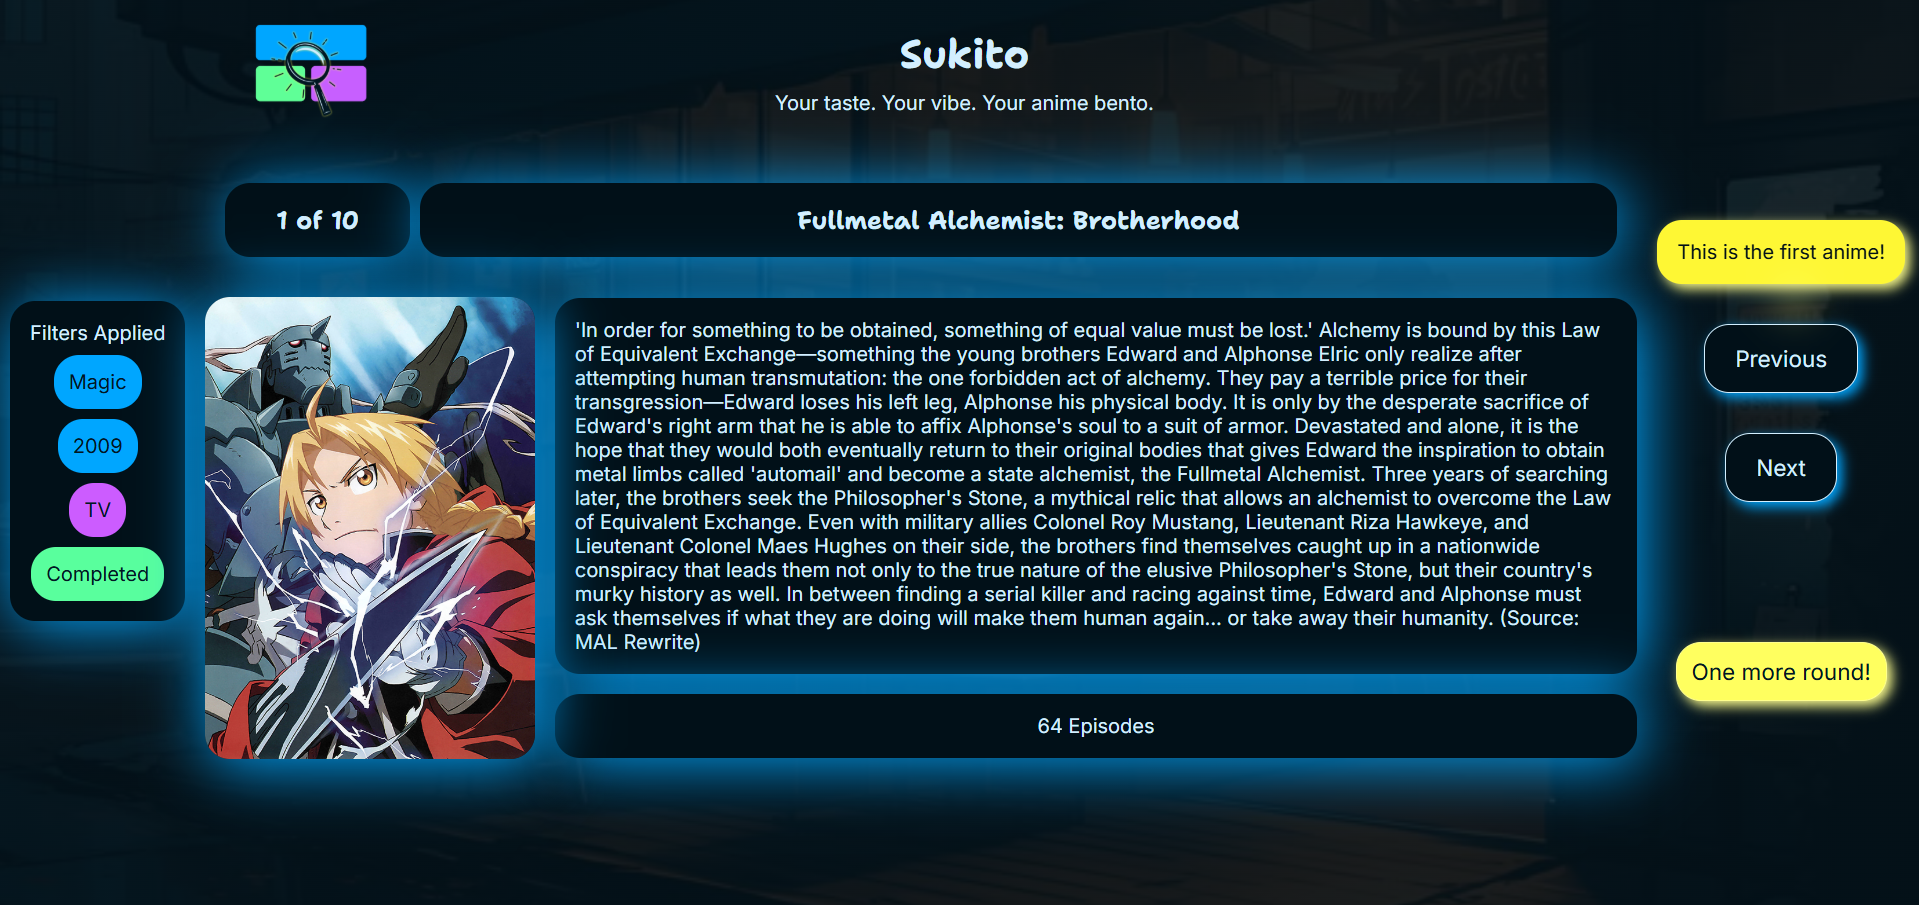 Sukito
Your taste. Your vibe. Your anime bento.
1 of 10
Fullmetal Alchemist: Brotherhood
This is the first anime!
Filters Applied
Magic
2009
TV
Completed
'In order for something to be obtained, something of equal value must be lost.' Alchemy is bound by this Law
of Equivalent Exchange—something the young brothers Edward and Alphonse Elric only realize after
attempting human transmutation: the one forbidden act of alchemy. They pay a terrible price for their
transgression—Edward loses his left leg, Alphonse his physical body. It is only by the desperate sacrifice of
Edward's right arm that he is able to affix Alphonse's soul to a suit of armor. Devastated and alone, it is the
hope that they would both eventually return to their original bodies that gives Edward the inspiration to obtain
metal limbs called 'automail' and become a state alchemist, the Fullmetal Alchemist. Three years of searching
later, the brothers seek the Philosopher's Stone, a mythical relic that allows an alchemist to overcome the Law
of Equivalent Exchange. Even with military allies Colonel Roy Mustang, Lieutenant Riza Hawkeye, and
Lieutenant Colonel Maes Hughes on their side, the brothers find themselves caught up in a nationwide
conspiracy that leads them not only to the true nature of the elusive Philosopher's Stone, but their country's
murky history as well. In between finding a serial killer and racing against time, Edward and Alphonse must
ask themselves if what they are doing will make them human again... or take away their humanity. (Source:
MAL Rewrite)
64 Episodes
Previous
Next
One more round!